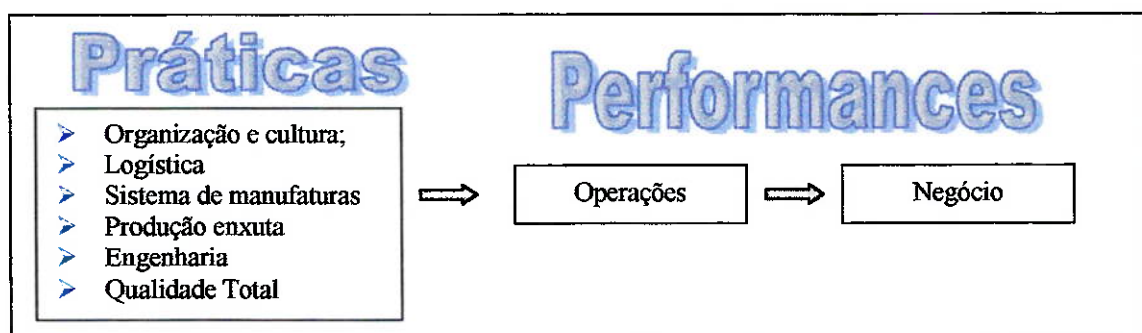 Práticas
Performances
Organização e cultura;
Logística
Sistema de manufaturas
Produção enxuta
Engenharia
Qualidade Total
Operações
Negócio